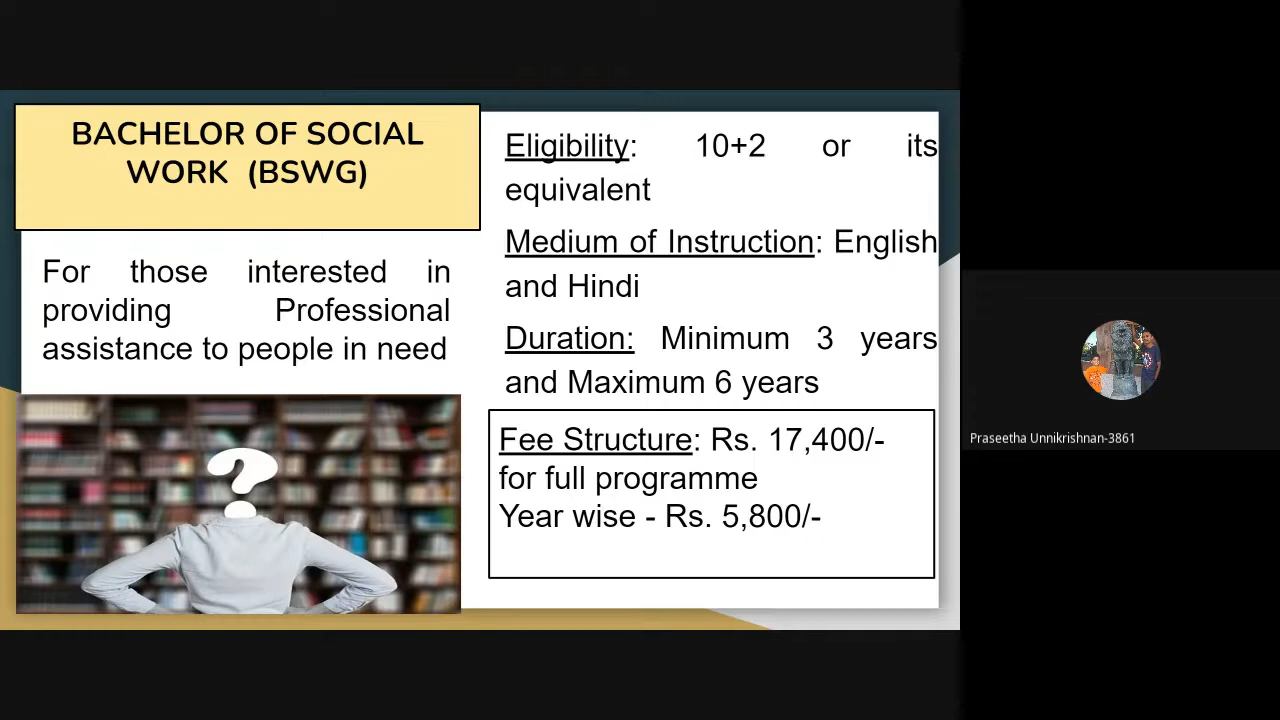 BACHELOR OF SOCIAL
WORK (BSWG)
For those interested in
providing Professional
assistance to people in need
?
Eligibility: 10+2 or its
equivalent
Medium of Instruction: English
and Hindi
Duration: Minimum 3 years
and Maximum 6 years
Fee Structure: Rs. 17,400/-
for full programme
Year wise - Rs. 5,800/-
Praseetha Unnikrishnan-3861